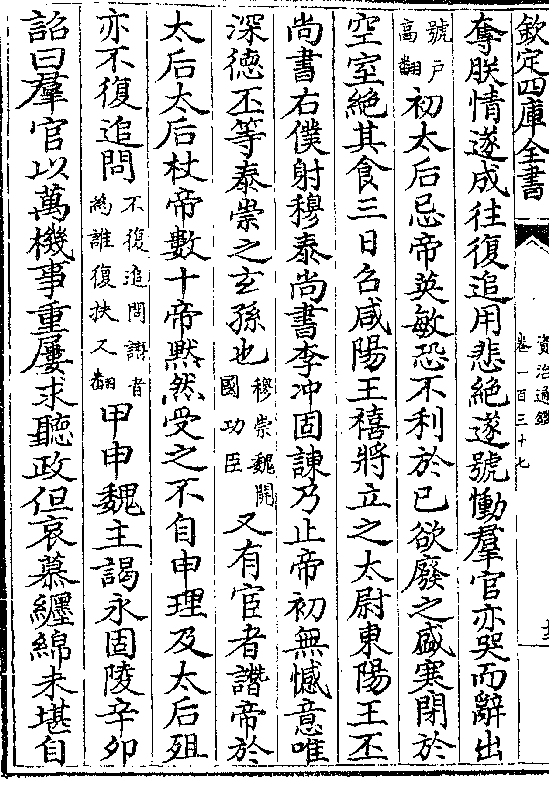 欽定四庫全書
資治通鑑
卷一百三十七
奪朕情遂成往復追用悲絶遂號慟羣官亦哭而辭出
號戶
高翻
初太后忌帝英敏恐不利於已欲廢之盛寒閉於
空室絶其食三日召咸陽王禧將立之太尉東陽王丕
尚書右僕射穆泰尚書李冲固諫乃止帝初無憾意唯
深德丕等泰崇之玄孫也
穆崇魏開
國功臣
又有宦者譖帝於
太后太后杖帝數十帝黙然受之不自申理及太后殂
亦不復追問
不復追問譖者
為誰復扶又翻
甲申魏主謁永固陵辛卯
詔曰羣官以萬機事重屢求聽政但哀慕纒綿未堪自